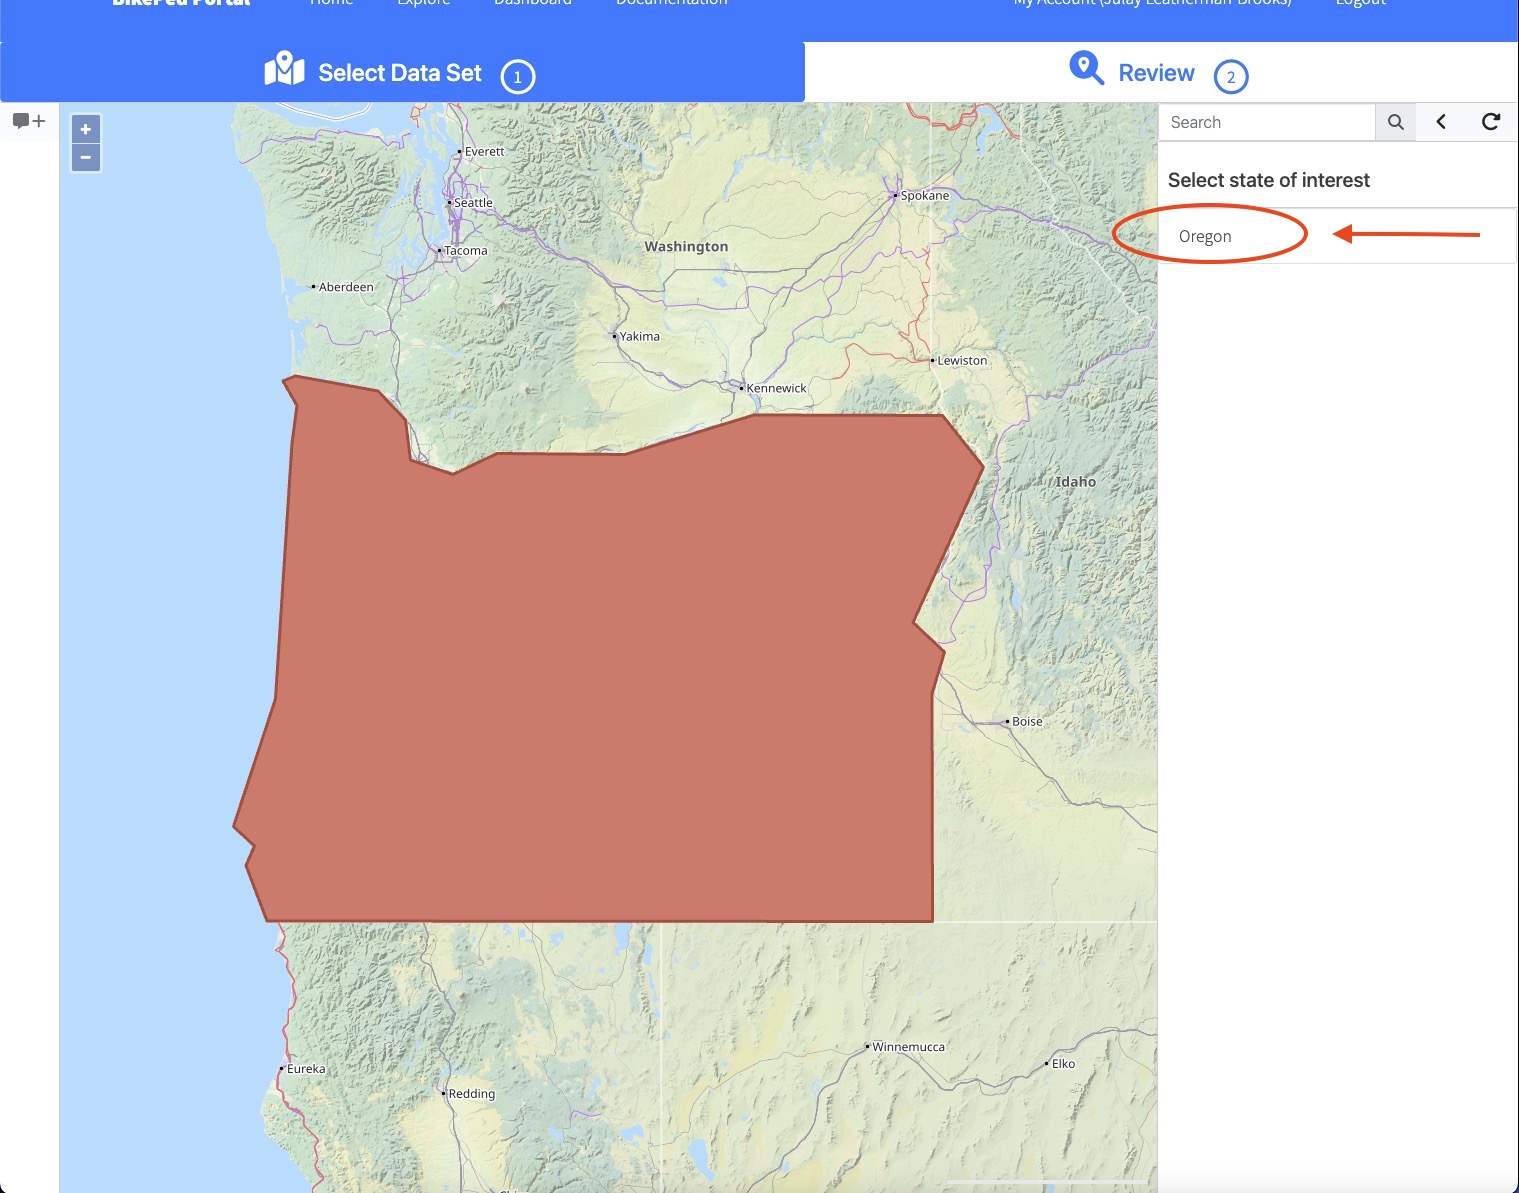 BikePed Portal Home Explore Dashboard Documentation My Account (Julay Leatherman-Brooks) Logout
Select Data Set 1
Review 2
+
−
Search
Select state of interest
Oregon
Everett
Seattle
Spokane
Washington
Tacoma
Aberdeen
Yakima
Lewiston
Kennewick
Idaho
Boise
Winnemucca
Elko
Eureka
Redding